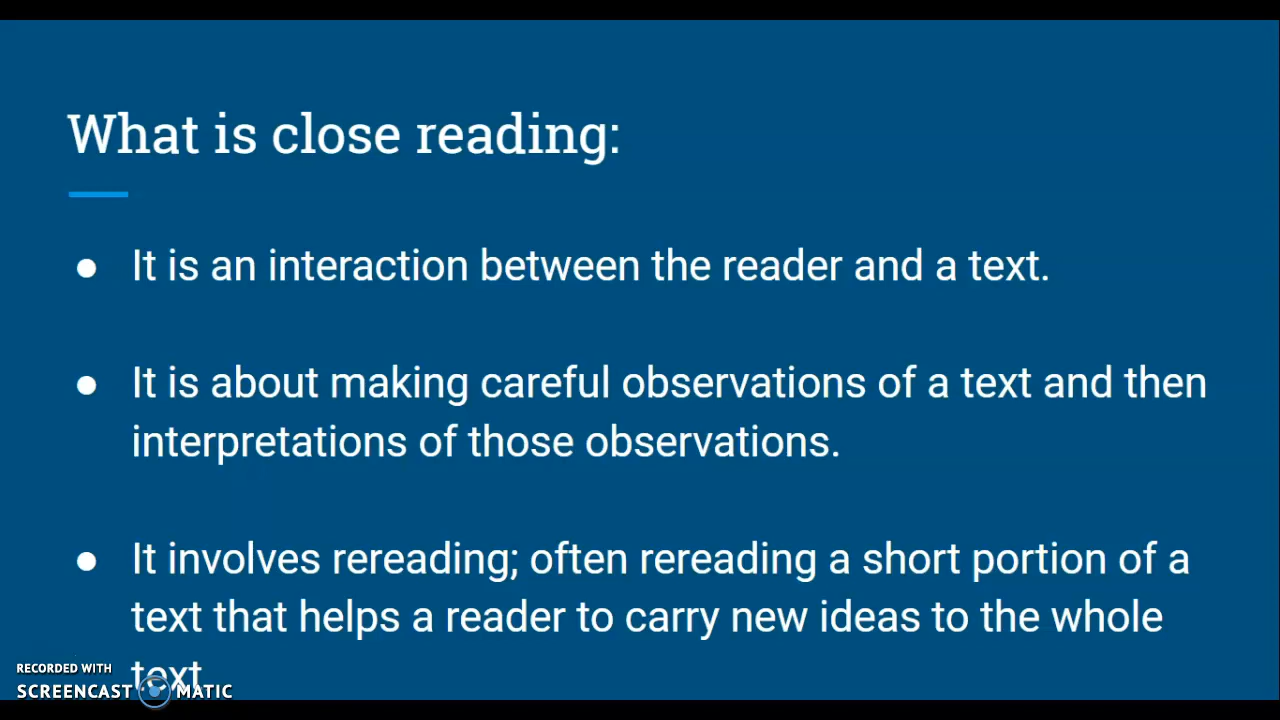 What is close reading:
● It is an interaction between the reader and a text.
● It is about making careful observations of a text and then
interpretations of those observations.
● It involves rereading; often rereading a short portion of a
text that helps a reader to carry new ideas to the whole
text
RECORDED WITH
SCREENCAST MATIC